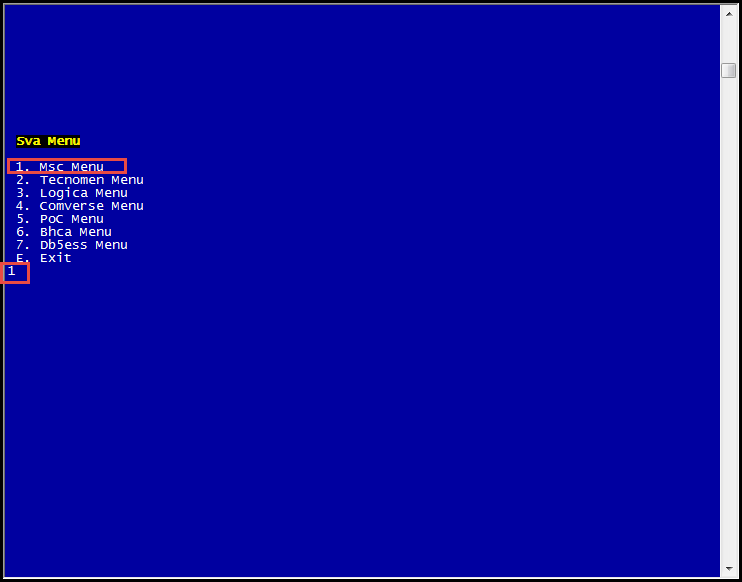 Sva Menu
1. Msc Menu
2. Tecnomen Menu
3. Logica Menu
4. Comverse Menu
5. PoC Menu
6. Bhca Menu
7. Db5ess Menu
E. Exit
1